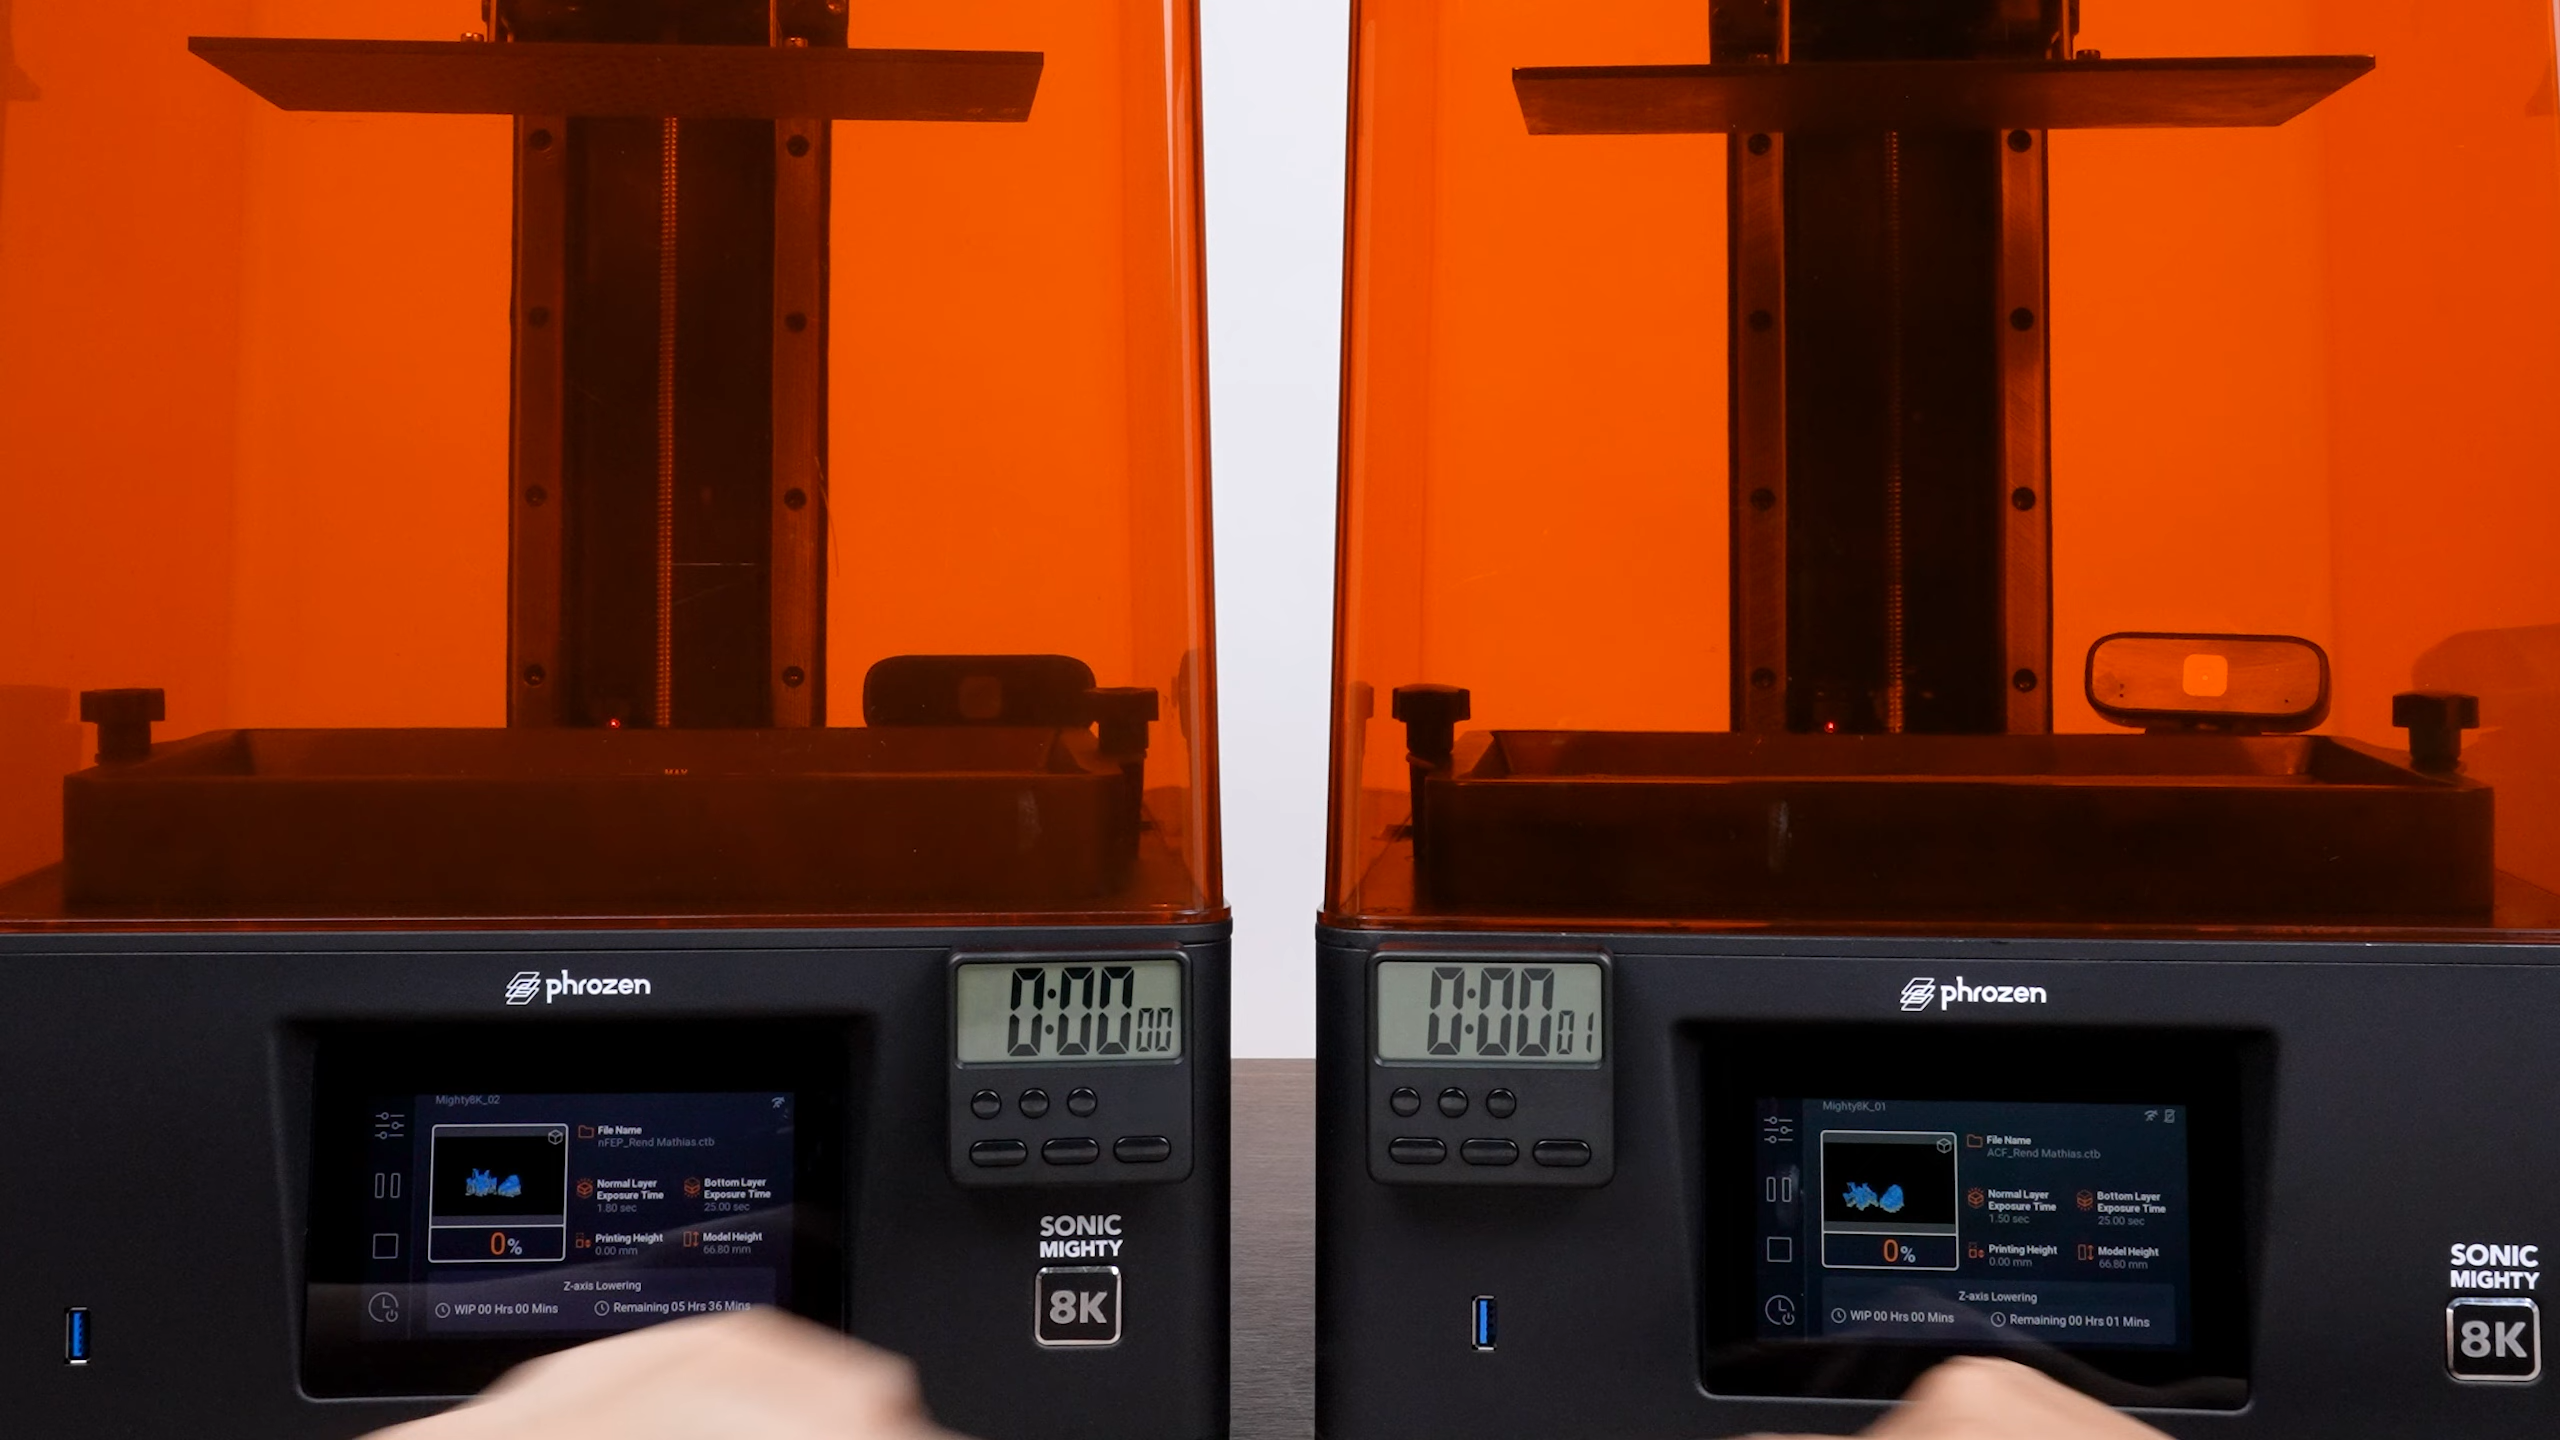 MAX
phrozen
0:00 00
Mighty8K_02
File Name
nFEP_Rend Mathias.ctb
Normal Layer
Exposure Time
1.80 sec
Bottom Layer
Exposure Time
25.00 sec
0%
Printing Height
0.00 mm
Model Height
66.80 mm
Z-axis Lowering
WIP 00 Hrs 00 Mins
Remaining 05 Hrs 36 Mins
SONIC
MIGHTY
8K
phrozen
0:00 01
Mighty8K_01
File Name
ACF_Rend Mathias.ctb
Normal Layer
Exposure Time
1.50 sec
Bottom Layer
Exposure Time
25.00 sec
0%
Printing Height
0.00 mm
Model Height
66.80 mm
Z-axis Lowering
WIP 00 Hrs 00 Mins
Remaining 00 Hrs 01 Mins
SONIC
MIGHTY
8K